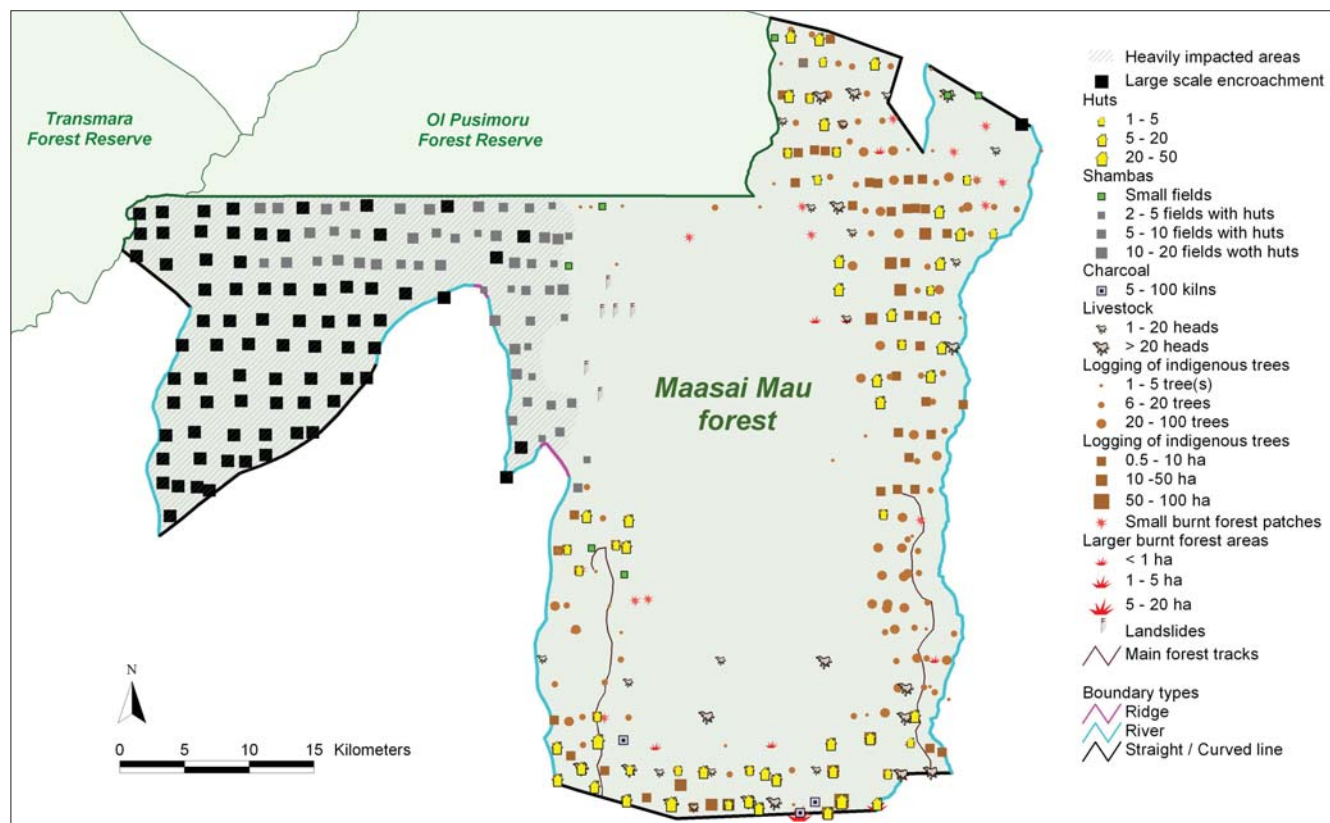 Transmara
Forest Reserve
Ol Pusimoru
Forest Reserve
Maasai Mau
forest
N
0 5 10 15 Kilometers
Heavily impacted areas
Large scale encroachment
Huts
1 - 5
5 - 20
20 - 50
Shambas
Small fields
2 - 5 fields with huts
5 - 10 fields with huts
10 - 20 fields woth huts
Charcoal
5 - 100 kilns
Livestock
1 - 20 heads
> 20 heads
Logging of indigenous trees
1 - 5 tree(s)
6 - 20 trees
20 - 100 trees
Logging of indigenous trees
0.5 - 10 ha
10 -50 ha
50 - 100 ha
Small burnt forest patches
Larger burnt forest areas
< 1 ha
1 - 5 ha
5 - 20 ha
Landslides
Main forest tracks
Boundary types
Ridge
River
Straight / Curved line